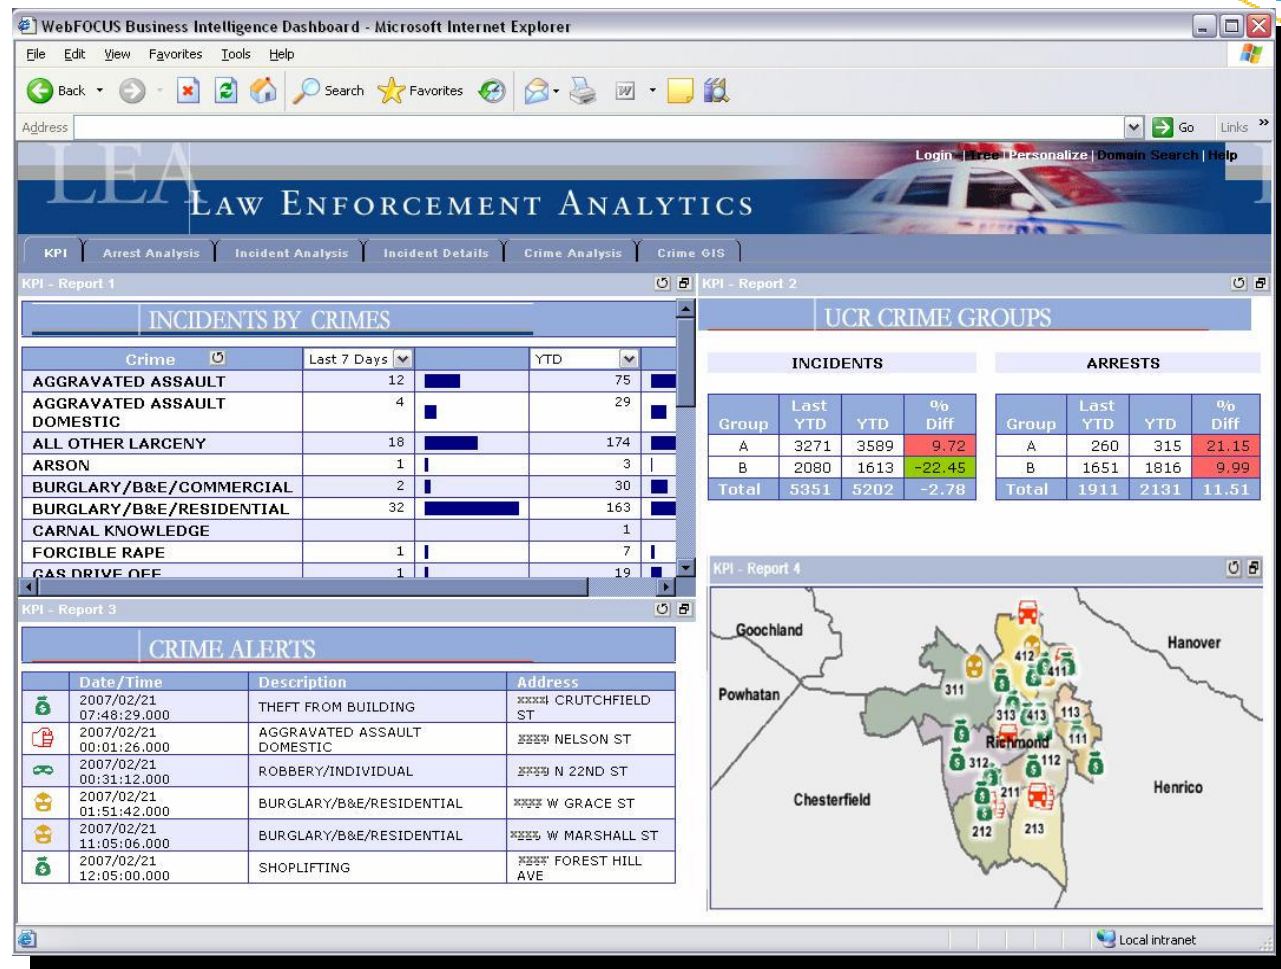 WebFOCUS Business Intelligence Dashboard - Microsoft Internet Explorer
File Edit View Favorites Tools Help
Back Search Favorites
Address Go Links »
LEA
Login | Tree | Personalize | Domain Search | Help
LAW ENFORCEMENT ANALYTICS
KPI Arrest Analysis Incident Analysis Incident Details Crime Analysis Crime GIS
KPI - Report 1
INCIDENTS BY CRIMES
Crime Last 7 Days YTD
AGGRAVATED ASSAULT 12 75
AGGRAVATED ASSAULT 4 29
DOMESTIC
ALL OTHER LARCENY 18 174
ARSON 1 3
BURGLARY/B&E/COMMERCIAL 2 30
BURGLARY/B&E/RESIDENTIAL 32 163
CARNAL KNOWLEDGE 1
FORCIBLE RAPE 1 7
GAS DRIVE OFF 1 19
KPI - Report 2
UCR CRIME GROUPS
INCIDENTS
Last %
Group YTD YTD Diff
A 3271 3589 9.72
B 2080 1613 -22.45
Total 5351 5202 -2.78
ARRESTS
Last %
Group YTD YTD Diff
A 260 315 21.15
B 1651 1816 9.99
Total 1911 2131 11.51
KPI - Report 3
CRIME ALERTS
Date/Time Description Address
2007/02/21 07:48:29.000 THEFT FROM BUILDING CRUTCHFIELD ST
2007/02/21 00:01:26.000 AGGRAVATED ASSAULT DOMESTIC NELSON ST
2007/02/21 00:31:12.000 ROBBERY/INDIVIDUAL N 22ND ST
2007/02/21 01:51:42.000 BURGLARY/B&E/RESIDENTIAL W GRACE ST
2007/02/21 11:05:06.000 BURGLARY/B&E/RESIDENTIAL W MARSHALL ST
2007/02/21 12:05:00.000 SHOPLIFTING FOREST HILL AVE
KPI - Report 4
Goochland
Hanover
412
411
311
Powhatan
313 413 113
Richmond 111
312 112
Henrico
Chesterfield
211
212 213
Local intranet